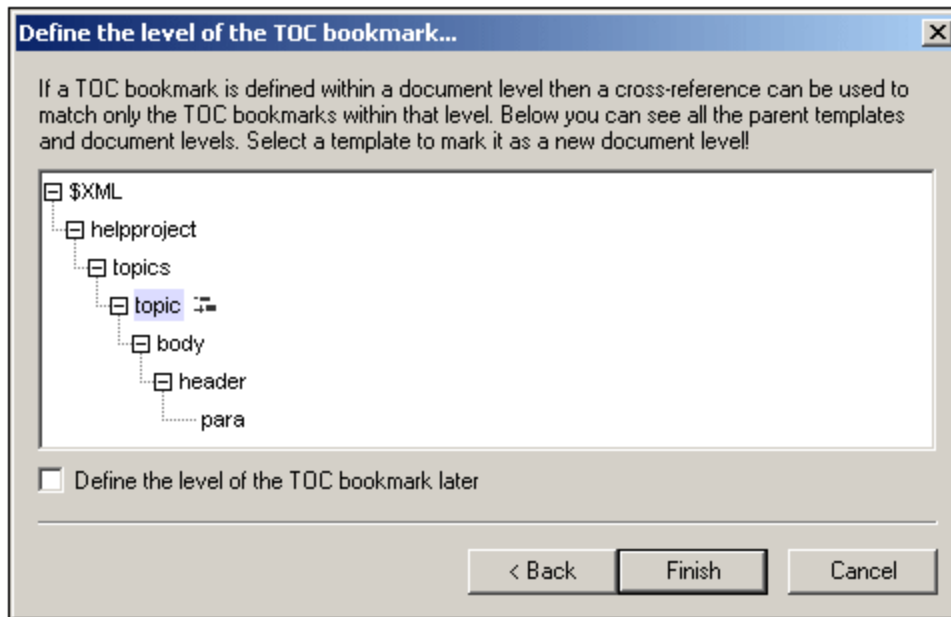 Define the level of the TOC bookmark...
If a TOC bookmark is defined within a document level then a cross-reference can be used to
match only the TOC bookmarks within that level. Below you can see all the parent templates
and document levels. Select a template to mark it as a new document level!
$XML
helpproject
topics
topic
body
header
para
Define the level of the TOC bookmark later
< Back Finish Cancel